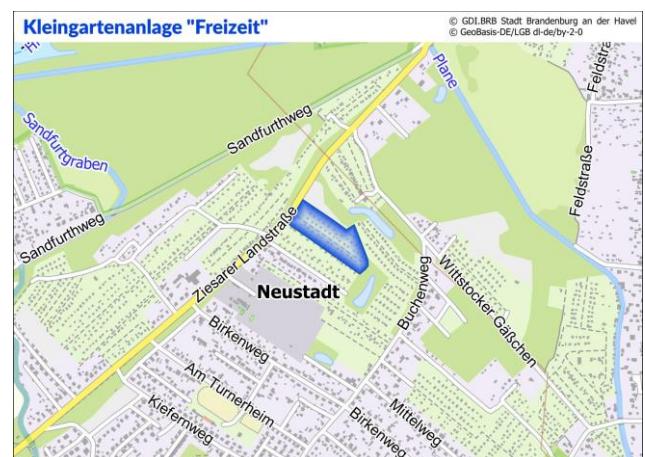 Kleingartenanlage "Freizeit"
© GDI.BRB Stadt Brandenburg an der Havel
© GeoBasis-DE/LGB dl-de/by-2-0
Plane
Feldstra
Sandfurtgraben
Sandfurthweg
Feldstraße
Sandfurthweg
Ziesarer Landstraße
Neustadt
Wittstocker Gäßchen
Buchenweg
Birkenweg
Am Turnerheim
Mittelweg
Kiefernweg
Birkenweg